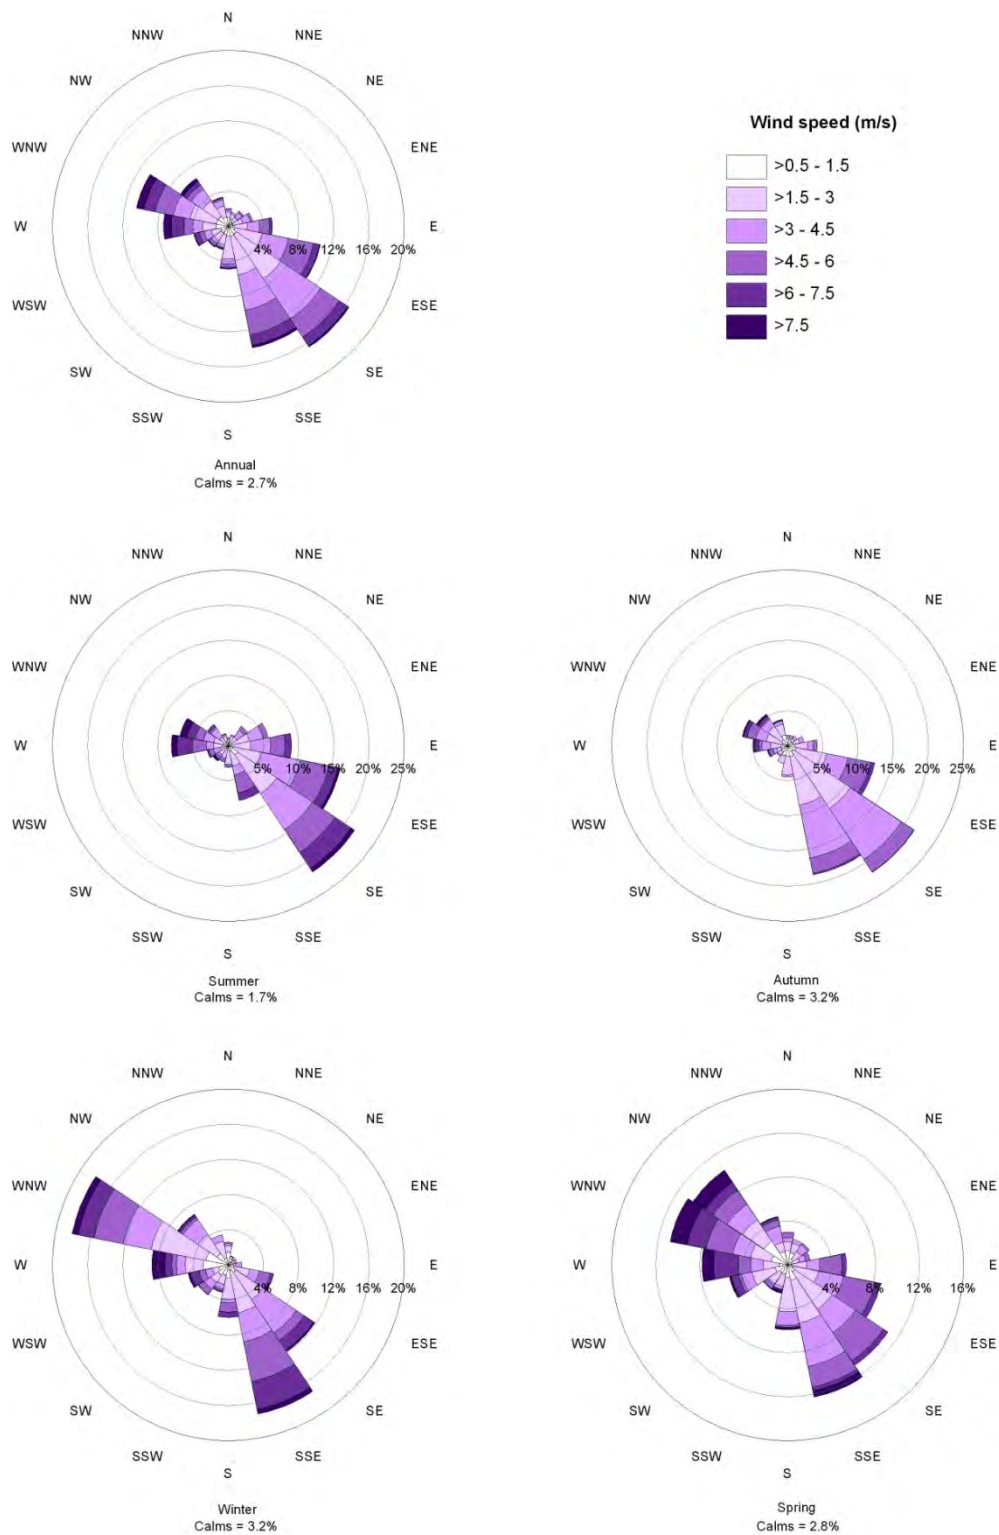 N
NNW NNE
NW NE
WNW ENE
W E
4% 8% 12% 16% 20%
WSW ESE
SW SE
SSW SSE
S
Annual
Calms = 2.7%
Wind speed (m/s)
>0.5 - 1.5
>1.5 - 3
>3 - 4.5
>4.5 - 6
>6 - 7.5
>7.5
N
NNW NNE
NW NE
WNW ENE
W E
5% 10% 15% 20% 25%
WSW ESE
SW SE
SSW SSE
S
Summer
Calms = 1.7%
N
NNW NNE
NW NE
WNW ENE
W E
5% 10% 15% 20% 25%
WSW ESE
SW SE
SSW SSE
S
Autumn
Calms = 3.2%
N
NNW NNE
NW NE
WNW ENE
W E
4% 8% 12% 16% 20%
WSW ESE
SW SE
SSW SSE
S
Winter
Calms = 3.2%
N
NNW NNE
NW NE
WNW ENE
W E
4% 8% 12% 16%
WSW ESE
SW SE
SSW SSE
S
Spring
Calms = 2.8%